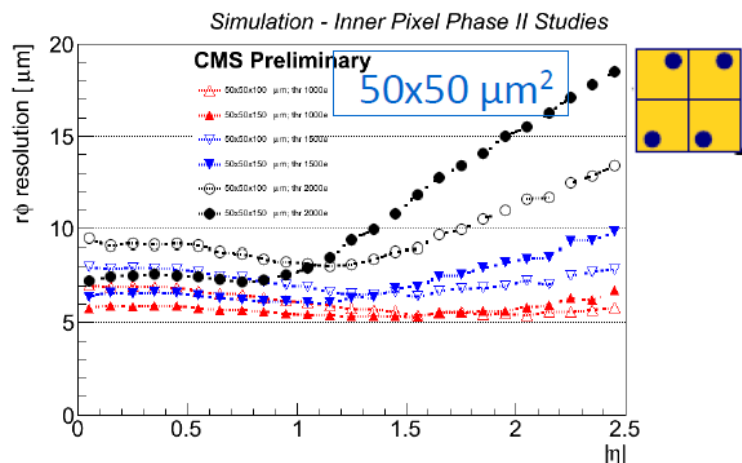 Simulation - Inner Pixel Phase II Studies
CMS Preliminary
50x50 μm²
50x50x100 μm; thr 1000e
50x50x150 μm; thr 1000e
50x50x100 μm; thr 1500e
50x50x150 μm; thr 1500e
50x50x100 μm; thr 2000e
50x50x150 μm; thr 2000e
rϕ resolution [ μm]
20
15
10
5
0
0 0.5 1 1.5 2 2.5
|η|